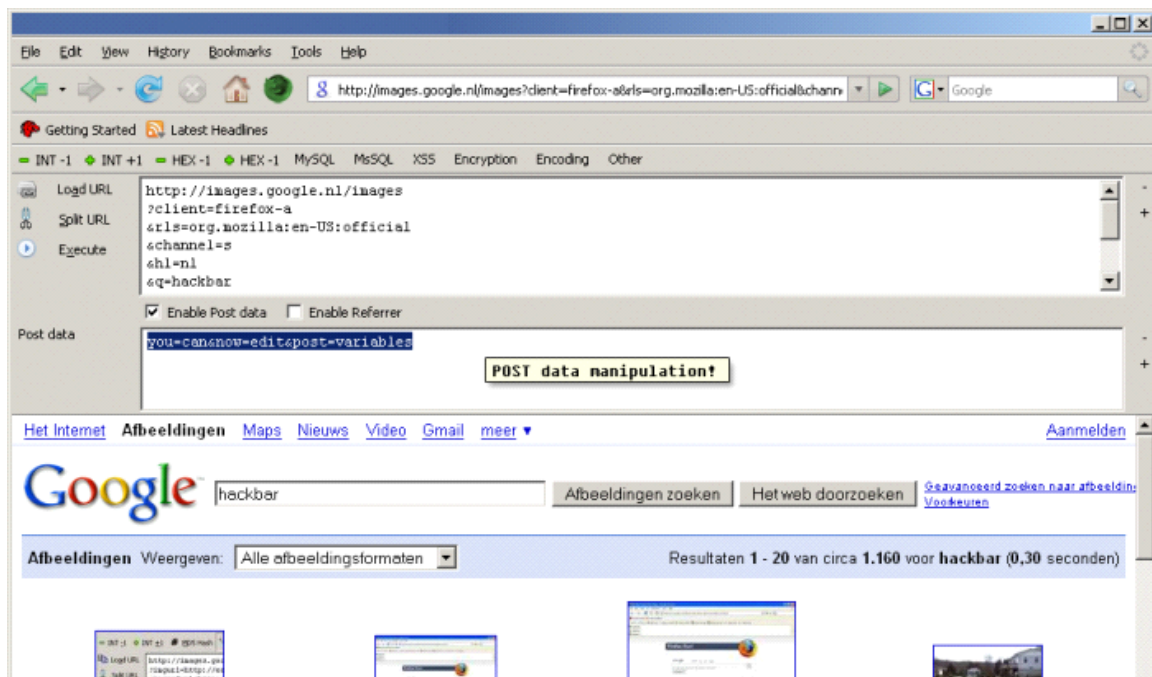 File Edit View History Bookmarks Tools Help
http://images.google.nl/images?client=firefox-a&rls=org.mozilla:en-US:official&chann
G Google
Getting Started Latest Headlines
INT -1 INT +1 HEX -1 HEX -1 MySQL MsSQL XSS Encryption Encoding Other
Load URL
Split URL
Execute
http://images.google.nl/images
?client=firefox-a
&rls=org.mozilla:en-US:official
&channel=s
&hl=nl
&q=hackbar
Enable Post data Enable Referrer
Post data
you=can&now=edit&post=variables
POST data manipulation!
Het Internet Afbeeldingen Maps Nieuws Video Gmail meer ▼ Aanmelden
Google
hackbar
Afbeeldingen zoeken Het web doorzoeken
Geavanceerd zoeken naar afbeeldin
Voorkeuren
Afbeeldingen Weergeven: Alle afbeeldingsformaten Resultaten 1 - 20 van circa 1.160 voor hackbar (0,30 seconden)